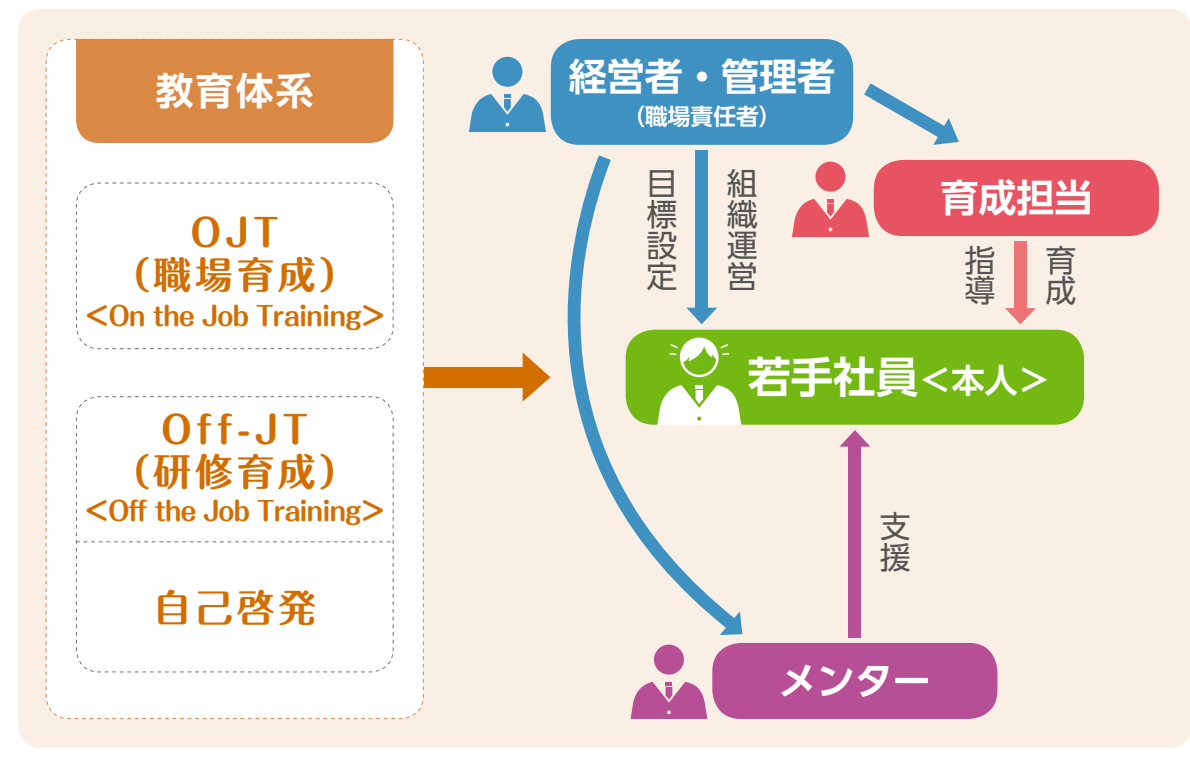 教育体系
OJT
（職場育成）
<On the Job Training>
Off-JT
（研修育成）
<Off the Job Training>
自己啓発
経営者・管理者
（職場責任者）
目標設定
組織運営
育成担当
指導
育成
若手社員＜本人＞
支援
メンター